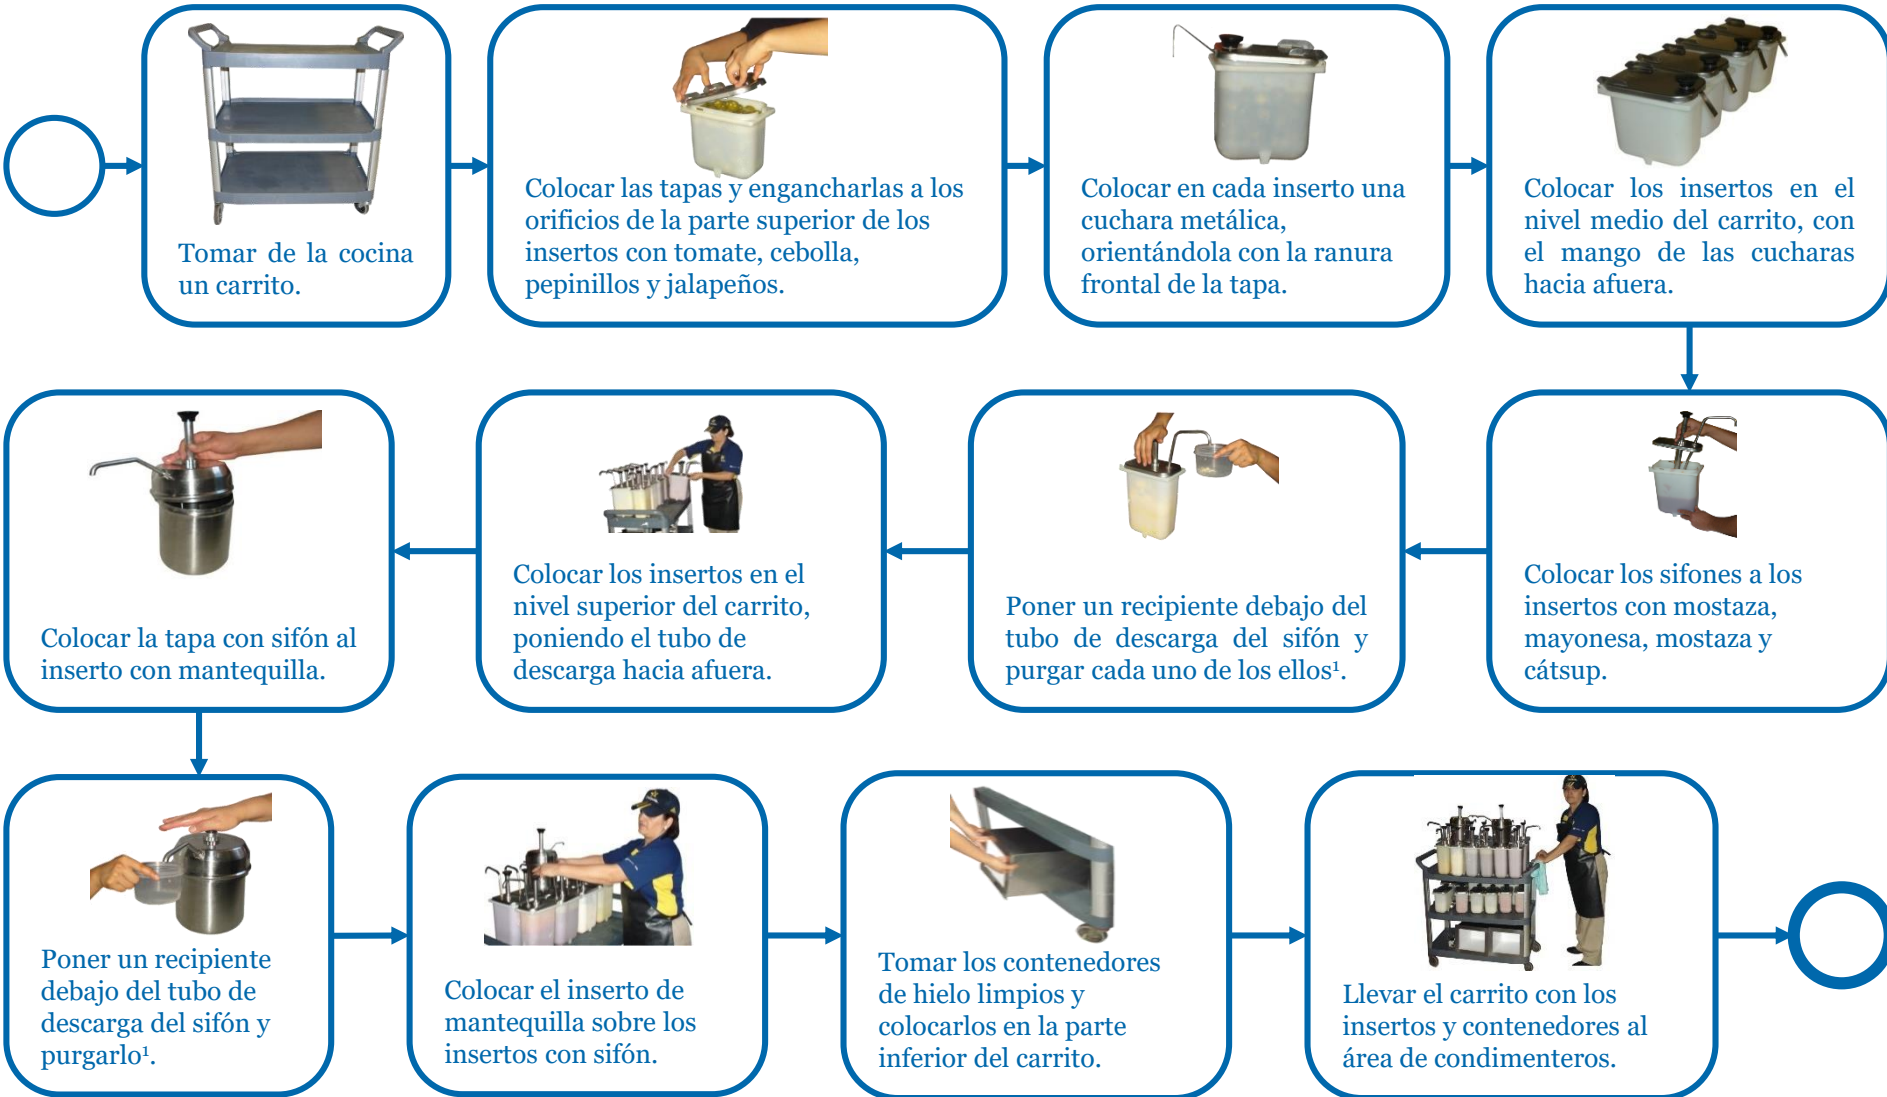 Tomar de la cocina
un carrito.
Colocar las tapas y engancharlas a los
orificios de la parte superior de los
insertos con tomate, cebolla,
pepinillos y jalapeños.
Colocar en cada inserto una
cuchara metálica,
orientándola con la ranura
frontal de la tapa.
Colocar los insertos en el
nivel medio del carrito, con
el mango de las cucharas
hacia afuera.
Colocar los sifones a los
insertos con mostaza,
mayonesa, mostaza y
cátsup.
Poner un recipiente debajo del
tubo de descarga del sifón y
purgar cada uno de los ellos¹.
Colocar los insertos en el
nivel superior del carrito,
poniendo el tubo de
descarga hacia afuera.
Colocar la tapa con sifón al
inserto con mantequilla.
Poner un recipiente
debajo del tubo de
descarga del sifón y
purgarlo¹.
Colocar el inserto de
mantequilla sobre los
insertos con sifón.
Tomar los contenedores
de hielo limpios y
colocarlos en la parte
inferior del carrito.
Llevar el carrito con los
insertos y contenedores al
área de condimenteros.